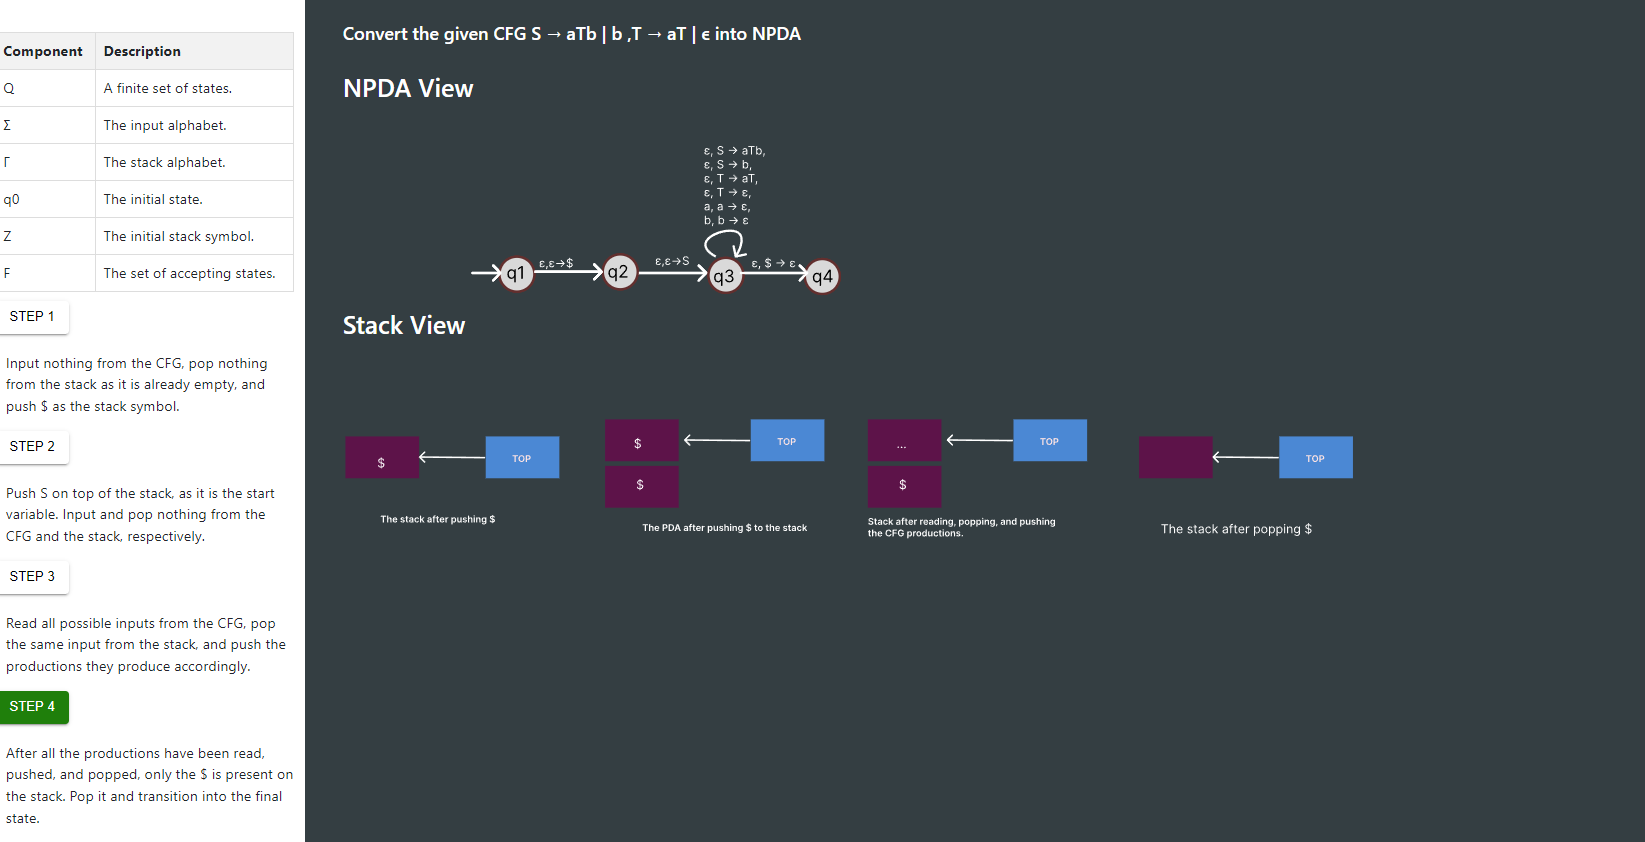 Component Description
Q A finite set of states.
Σ The input alphabet.
Γ The stack alphabet.
q0 The initial state.
Z The initial stack symbol.
F The set of accepting states.
STEP 1
Input nothing from the CFG, pop nothing
from the stack as it is already empty, and
push $ as the stack symbol.
STEP 2
Push S on top of the stack, as it is the start
variable. Input and pop nothing from the
CFG and the stack, respectively.
STEP 3
Read all possible inputs from the CFG, pop
the same input from the stack, and push the
productions they produce accordingly.
STEP 4
After all the productions have been read,
pushed, and popped, only the $ is present on
the stack. Pop it and transition into the final
state.
Convert the given CFG S → aTb | b ,T → aT | ϵ into NPDA
NPDA View
ε, S → aTb,
ε, S → b,
ε, T → aT,
ε, T → ε,
a, a → ε,
b, b → ε
q1 ε,ε→$ q2 ε,ε→S q3 ε, $ → ε q4
Stack View
$ TOP
The stack after pushing $
$ TOP
$
The PDA after pushing $ to the stack
... TOP
$
Stack after reading, popping, and pushing
the CFG productions.
TOP
The stack after popping $